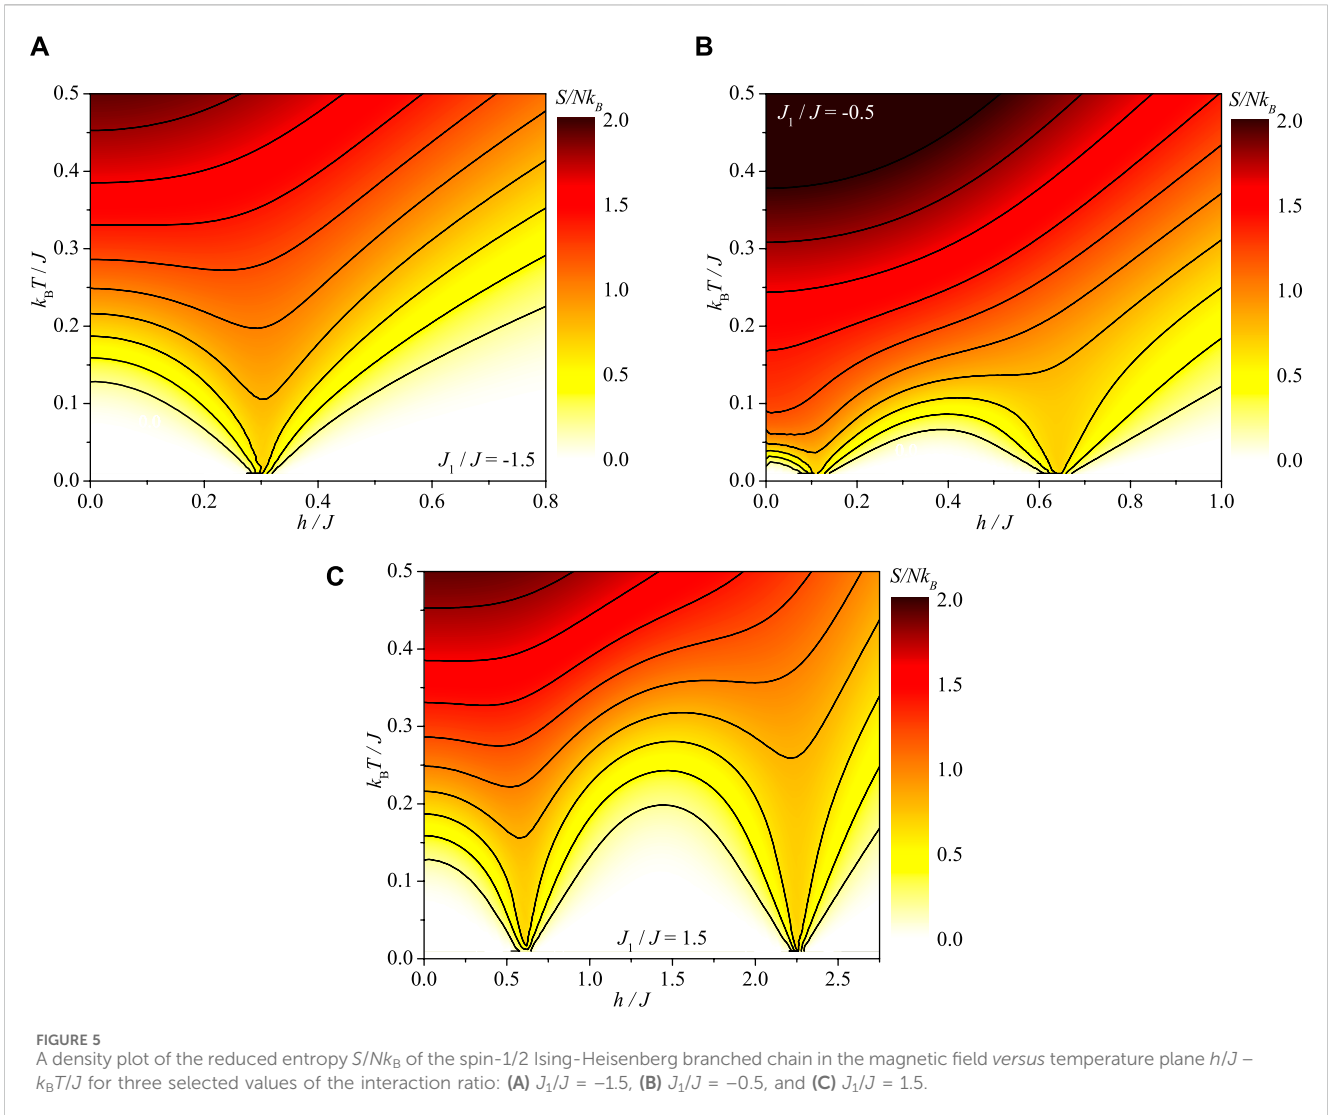 A
B
0.5
0.4
0.3
0.2
0.1
0.0
0.0
0.2
0.4
0.6
0.8
k_BT / J
h / J
J_1 / J = -1.5
S/Nk_B
2.0
1.5
1.0
0.5
0.0
0.5
0.4
0.3
0.2
0.1
0.0
0.0
0.2
0.4
0.6
0.8
1.0
k_BT / J
h / J
J_1 / J = -0.5
S/Nk_B
2.0
1.5
1.0
0.5
0.0
C
0.5
0.4
0.3
0.2
0.1
0.0
0.0
0.5
1.0
1.5
2.0
2.5
k_BT / J
h / J
J_1 / J = 1.5
S/Nk_B
2.0
1.5
1.0
0.5
0.0
FIGURE 5
A density plot of the reduced entropy S/Nk_B of the spin-1/2 Ising-Heisenberg branched chain in the magnetic field versus temperature plane h/J –
k_BT/J for three selected values of the interaction ratio: (A) J_1/J = −1.5, (B) J_1/J = −0.5, and (C) J_1/J = 1.5.